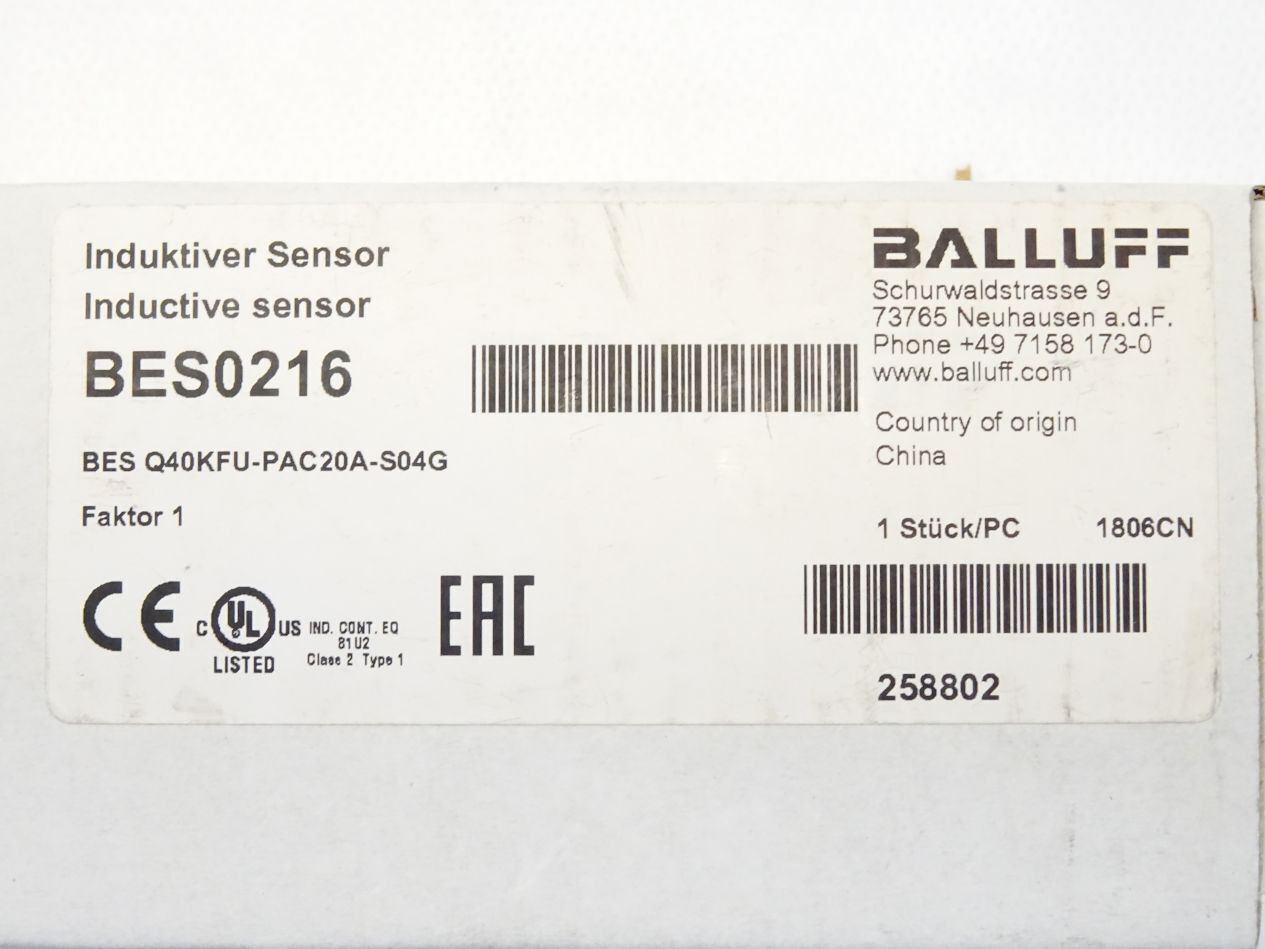 Induktiver Sensor
Inductive sensor
BES0216
BES Q40KFU-PAC20A-S04G
Faktor 1
CE
C UL US
LISTED
IND. CONT. EQ
81U2
Class 2 Type 1
EAC
BALLUFF
Schurwaldstrasse 9
73765 Neuhausen a.d.F.
Phone +49 7158 173-0
www.balluff.com
Country of origin
China
1 Stück/PC 1806CN
258802